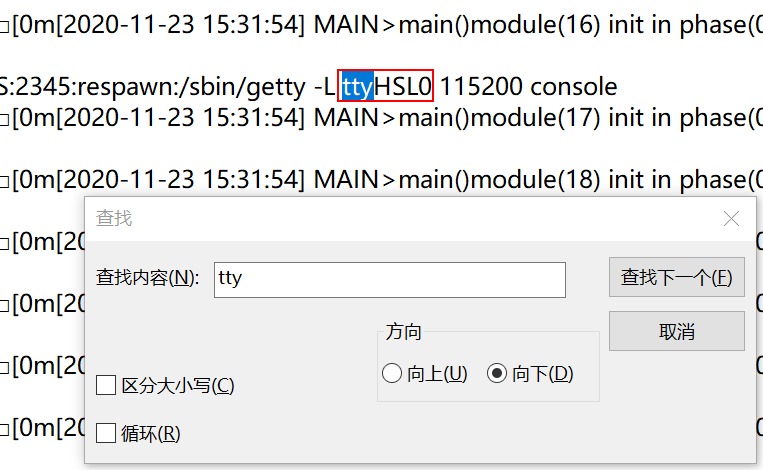 □[0m[2020-11-23 15:31:54] MAIN>main()module(16) init in phase(0
S:2345:respawn:/sbin/getty -L ttyHSL0 115200 console
□[0m[2020-11-23 15:31:54] MAIN>main()module(17) init in phase(0
□[0m[2020-11-23 15:31:54] MAIN>main()module(18) init in phase(0
查找
□[0m[20
查找内容(N):
tty
查找下一个(F)
□[0m[20
方向
取消
□[0m[20
向上(U)
向下(D)
区分大小写(C)
□[0m[20
循环(R)